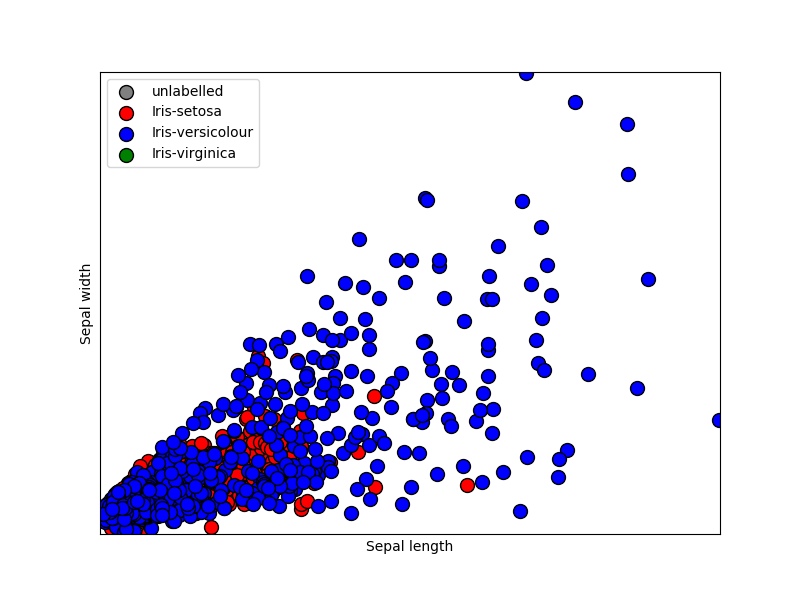 unlabelled
Iris-setosa
Iris-versicolour
Iris-virginica
Sepal width
Sepal length